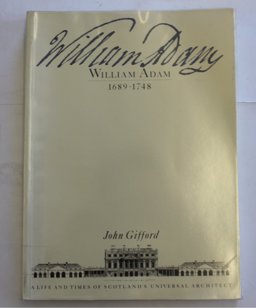 William Adam
WILLIAM ADAM
1689-1748
John Gifford
A LIFE AND TIMES OF SCOTLAND'S UNIVERSAL ARCHITECT